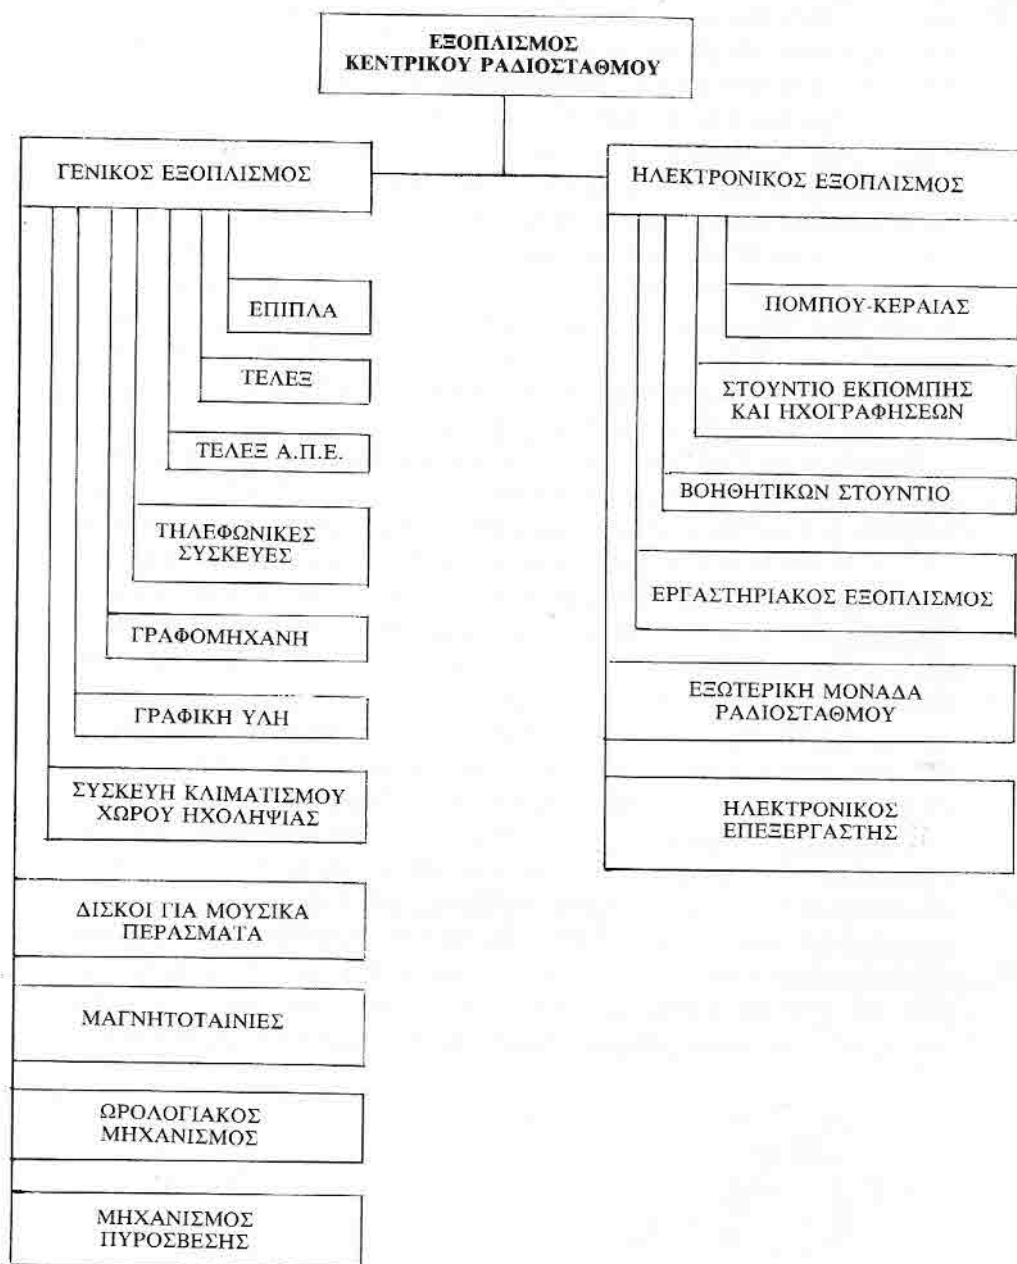 ΕΞΟΠΛΙΣΜΟΣ
ΚΕΝΤΡΙΚΟΥ ΡΑΔΙΟΣΤΑΘΜΟΥ
ΓΕΝΙΚΟΣ ΕΞΟΠΛΙΣΜΟΣ
ΕΠΙΠΛΑ
ΤΕΛΕΞ
ΤΕΛΕΞ Α.Π.Ε.
ΤΗΛΕΦΩΝΙΚΕΣ
ΣΥΣΚΕΥΕΣ
ΓΡΑΦΟΜΗΧΑΝΗ
ΓΡΑΦΙΚΗ ΥΛΗ
ΣΥΣΚΕΥΗ ΚΛΙΜΑΤΙΣΜΟΥ
ΧΩΡΟΥ ΗΧΟΛΗΨΙΑΣ
ΔΙΣΚΟΙ ΓΙΑ ΜΟΥΣΙΚΑ
ΠΕΡΑΣΜΑΤΑ
ΜΑΓΝΗΤΟΤΑΙΝΙΕΣ
ΩΡΟΛΟΓΙΑΚΟΣ
ΜΗΧΑΝΙΣΜΟΣ
ΜΗΧΑΝΙΣΜΟΣ
ΠΥΡΟΣΒΕΣΗΣ
ΗΛΕΚΤΡΟΝΙΚΟΣ ΕΞΟΠΛΙΣΜΟΣ
ΠΟΜΠΟΥ-ΚΕΡΑΙΑΣ
ΣΤΟΥΝΤΙΟ ΕΚΠΟΜΠΗΣ
ΚΑΙ ΗΧΟΓΡΑΦΗΣΕΩΝ
ΒΟΗΘΗΤΙΚΩΝ ΣΤΟΥΝΤΙΟ
ΕΡΓΑΣΤΗΡΙΑΚΟΣ ΕΞΟΠΛΙΣΜΟΣ
ΕΞΩΤΕΡΙΚΗ ΜΟΝΑΔΑ
ΡΑΔΙΟΣΤΑΘΜΟΥ
ΗΛΕΚΤΡΟΝΙΚΟΣ
ΕΠΕΞΕΡΓΑΣΤΗΣ